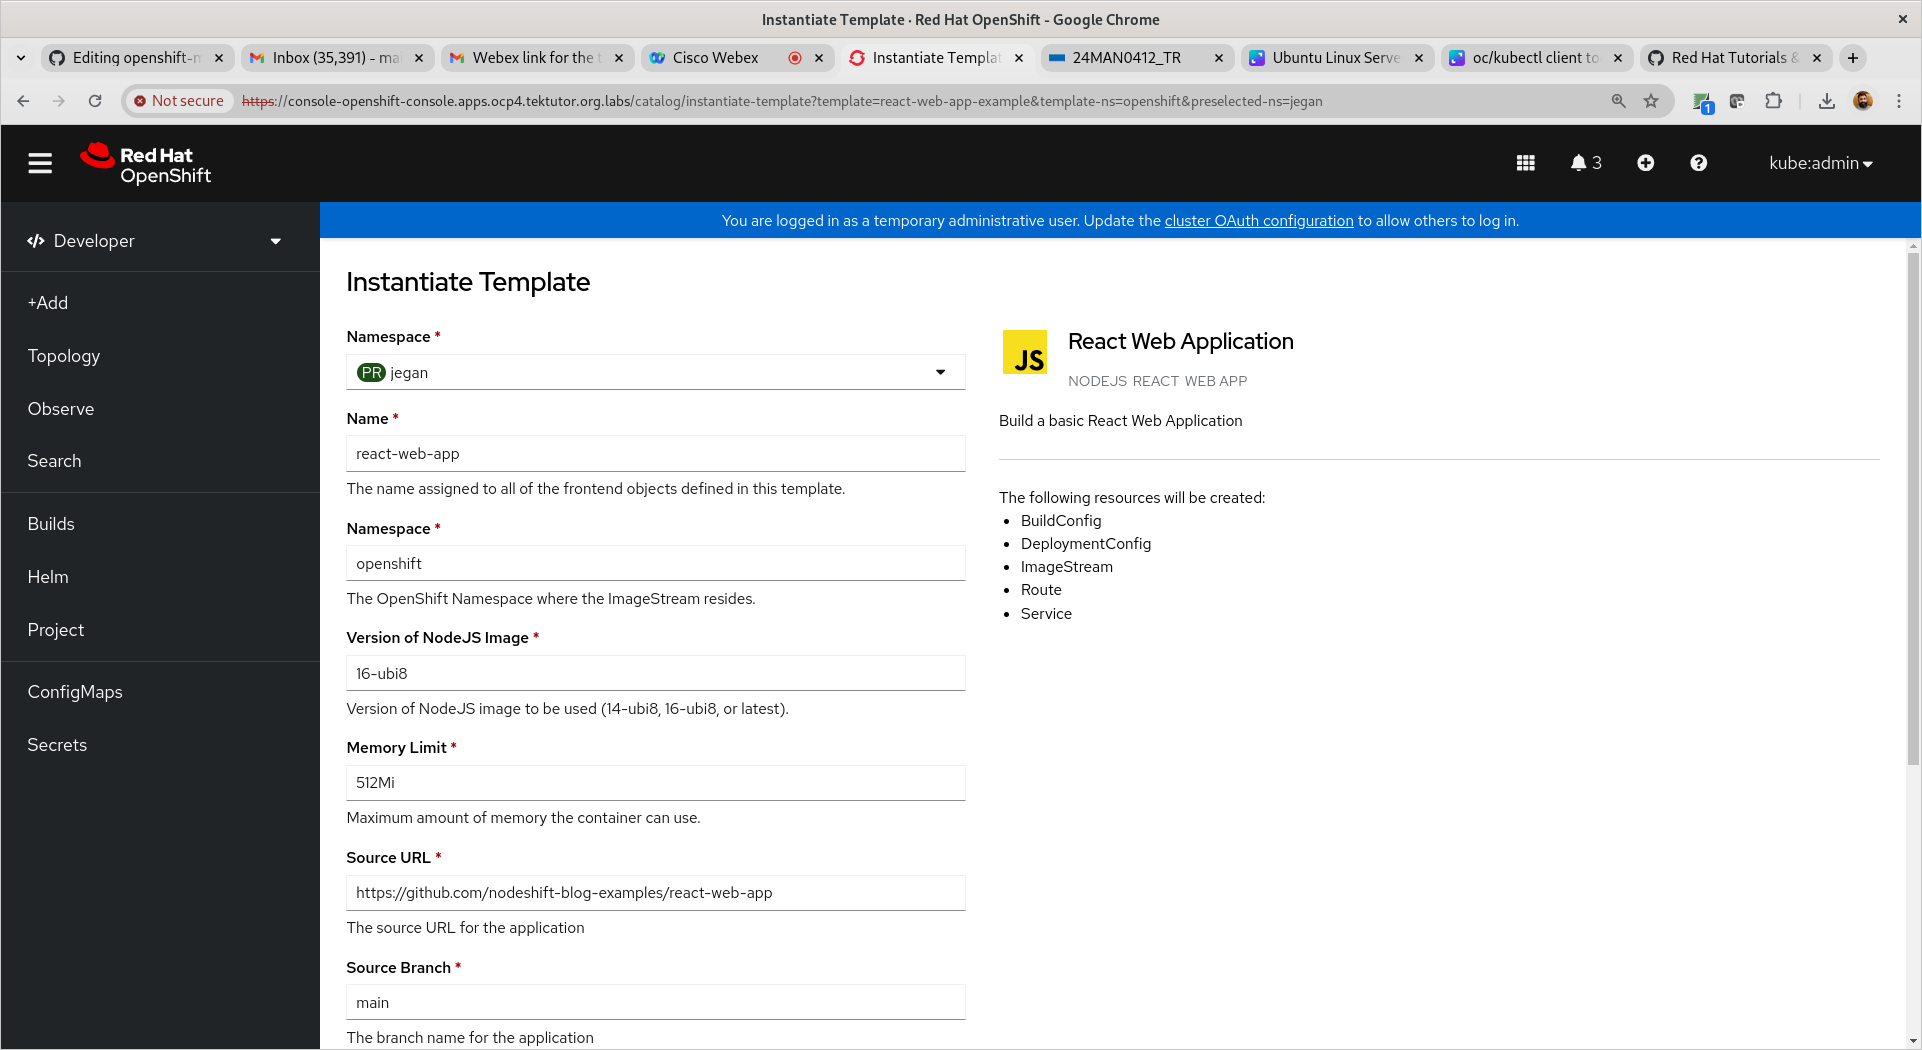 Instantiate Template · Red Hat OpenShift - Google Chrome
Editing openshift-m
Inbox (35,391) - ma
Webex link for the t
Cisco Webex
Instantiate Templat
24MAN0412_TR
Ubuntu Linux Serve
oc/kubectl client to
Red Hat Tutorials &
Not secure
https://console-openshift-console.apps.ocp4.tektutor.org.labs/catalog/instantiate-template?template=react-web-app-example&template-ns=openshift&preselected-ns=jegan
1
Red Hat
OpenShift
3
kube:admin
You are logged in as a temporary administrative user. Update the cluster OAuth configuration to allow others to log in.
Developer
+Add
Topology
Observe
Search
Builds
Helm
Project
ConfigMaps
Secrets
Instantiate Template
Namespace *
PR jegan
Name *
react-web-app
The name assigned to all of the frontend objects defined in this template.
Namespace *
openshift
The OpenShift Namespace where the ImageStream resides.
Version of NodeJS Image *
16-ubi8
Version of NodeJS image to be used (14-ubi8, 16-ubi8, or latest).
Memory Limit *
512Mi
Maximum amount of memory the container can use.
Source URL *
https://github.com/nodeshift-blog-examples/react-web-app
The source URL for the application
Source Branch *
main
The branch name for the application
JS
React Web Application
NODEJS REACT WEB APP
Build a basic React Web Application
The following resources will be created:
• BuildConfig
• DeploymentConfig
• ImageStream
• Route
• Service